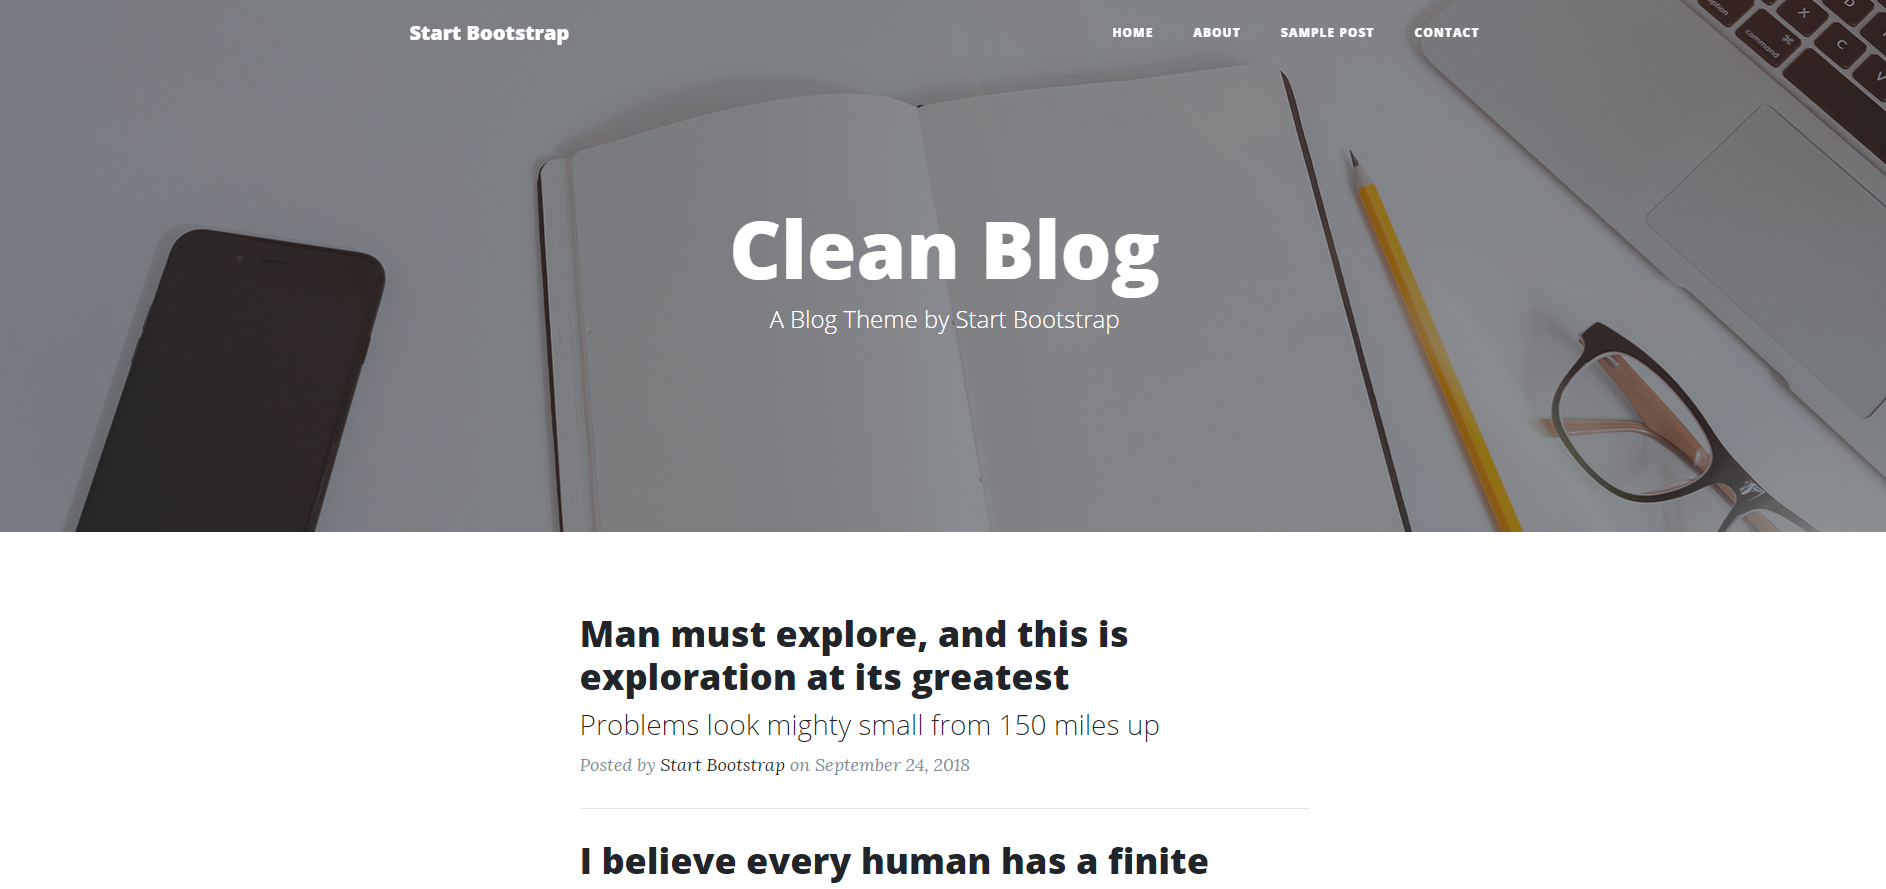 Start Bootstrap
HOME ABOUT SAMPLE POST CONTACT
option
X
D
command
⌘
C
V
Clean Blog
A Blog Theme by Start Bootstrap
Man must explore, and this is
exploration at its greatest
Problems look mighty small from 150 miles up
Posted by Start Bootstrap on September 24, 2018
I believe every human has a finite